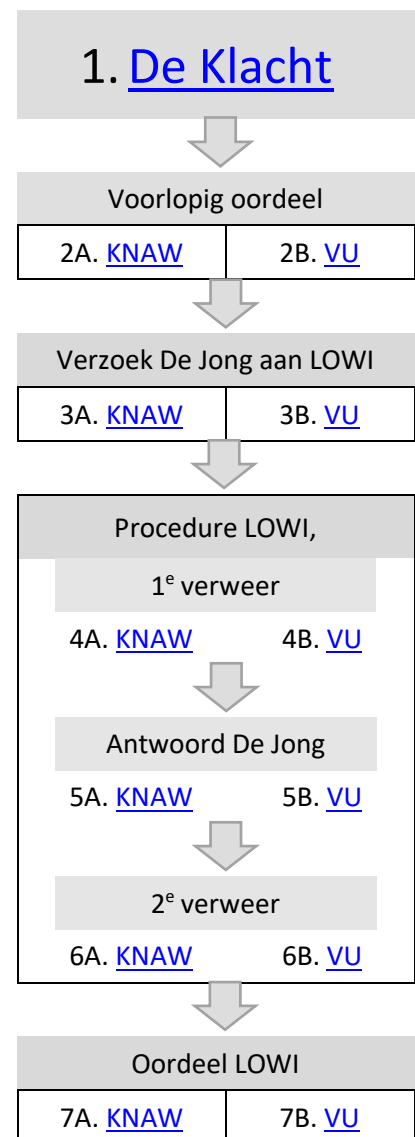 1. De Klacht
Voorlopig oordeel
2A. KNAW 2B. VU
Verzoek De Jong aan LOWI
3A. KNAW 3B. VU
Procedure LOWI,
1e verweer
4A. KNAW 4B. VU
Antwoord De Jong
5A. KNAW 5B. VU
2e verweer
6A. KNAW 6B. VU
Oordeel LOWI
7A. KNAW 7B. VU